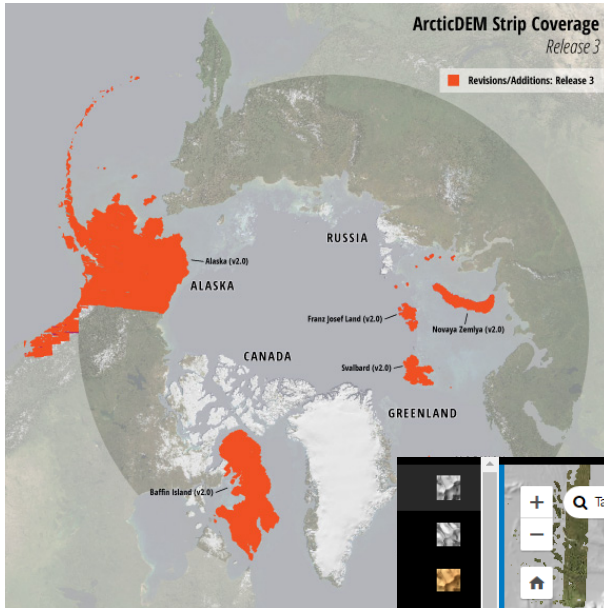 ArcticDEM Strip Coverage
Release 3
Revisions/Additions: Release 3
RUSSIA
Alaska (v2.0)
ALASKA
Franz Josef Land (v2.0)
Novaya Zemlya (v2.0)
CANADA
Svalbard (v2.0)
GREENLAND
Baffin Island (v2.0)
Ta